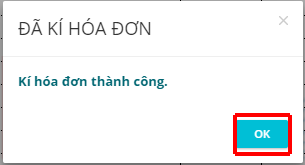 ĐÃ KÍ HÓA ĐƠN
×
Kí hóa đơn thành công.
OK